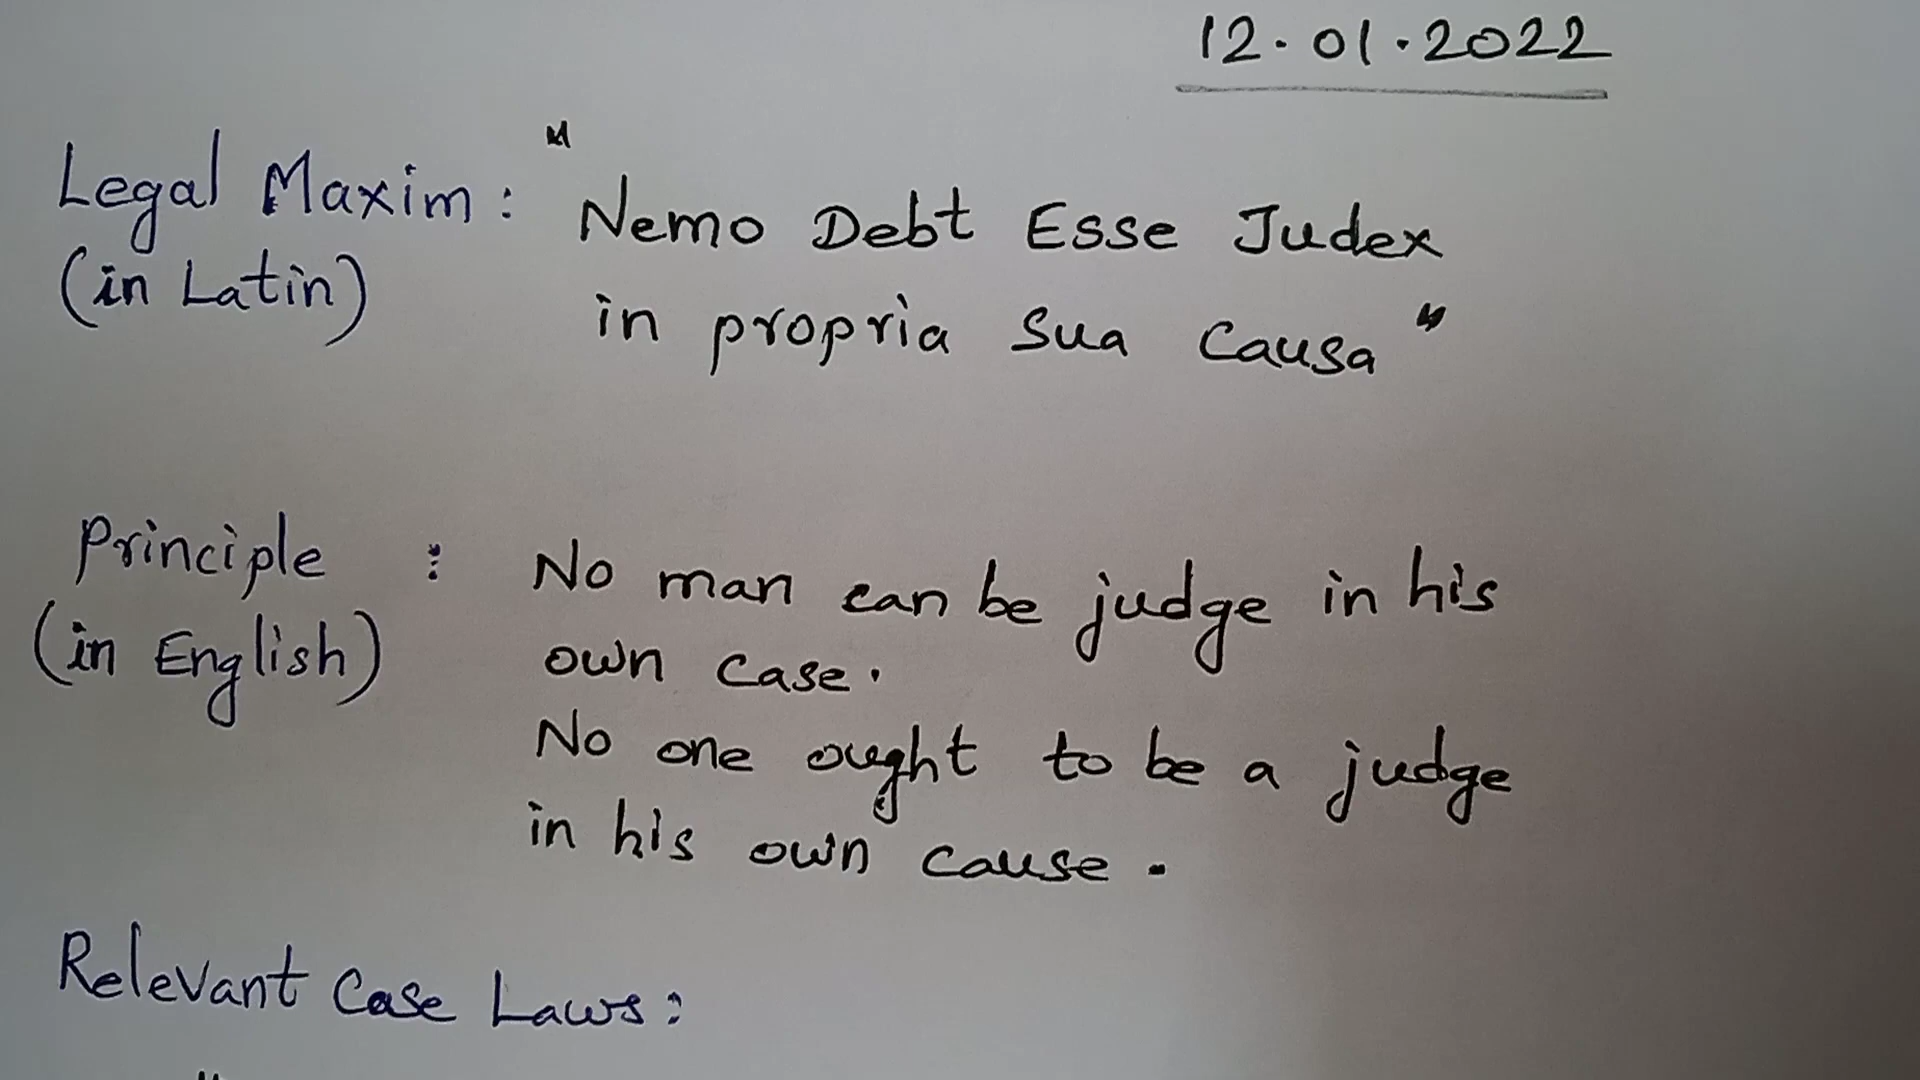 12.01.2022
Legal Maxim: "Nemo Debt Esse Judex
(in Latin) in propria Sua Causa"
Principle : No man can be judge in his
(in English) own case.
No one ought to be a judge
in his own cause.
Relevant Case Laws: